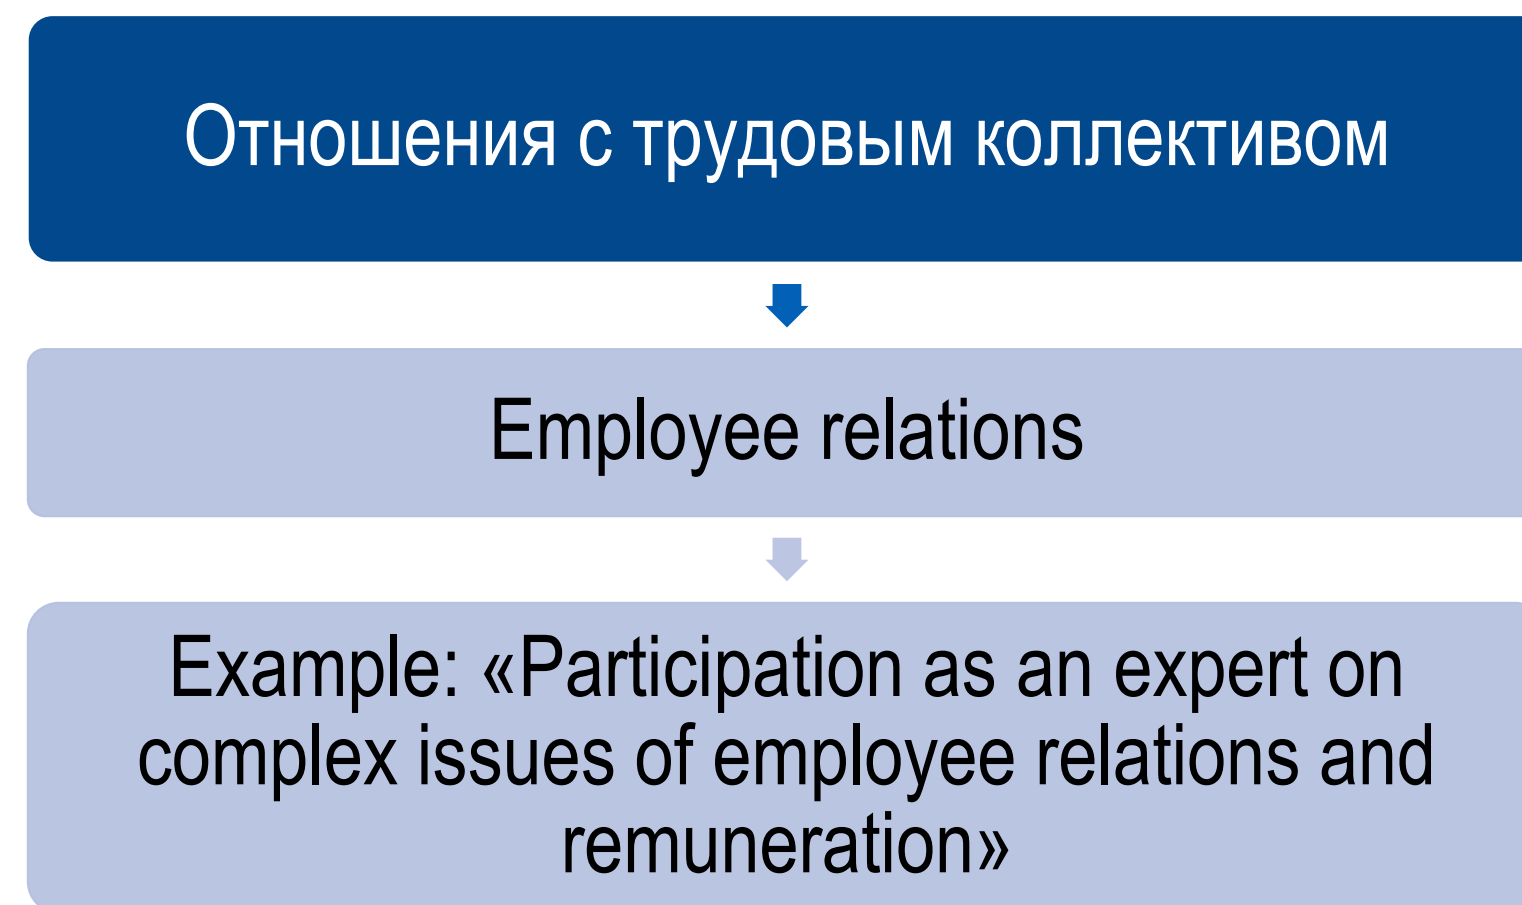 Отношения с трудовым коллективом
Employee relations
Example: «Participation as an expert on
complex issues of employee relations and
remuneration»